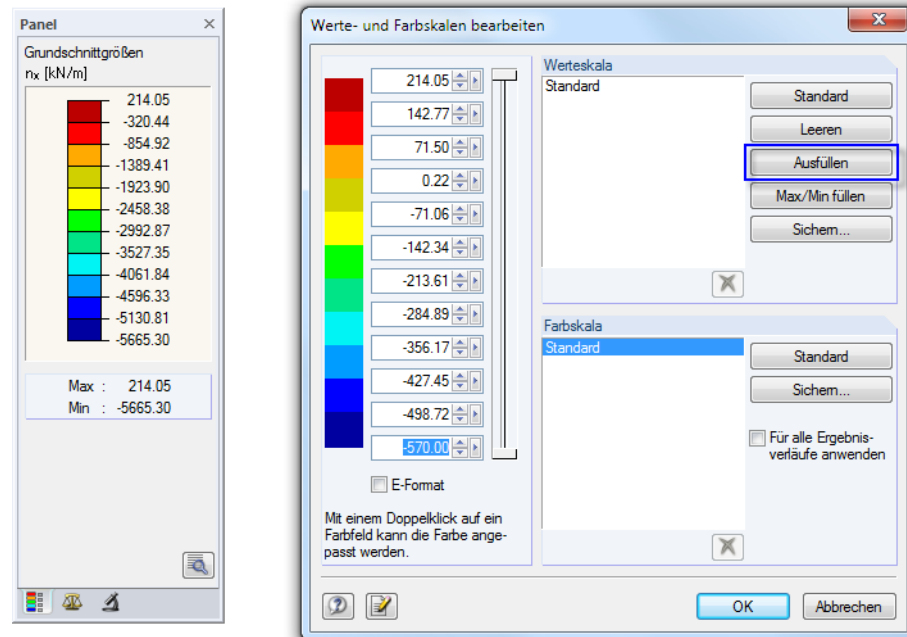 Panel
Grundschnittgrößen
nx [kN/m]
214.05
-320.44
-854.92
-1389.41
-1923.90
-2458.38
-2992.87
-3527.35
-4061.84
-4596.33
-5130.81
-5665.30
Max : 214.05
Min : -5665.30
Werte- und Farbskalen bearbeiten
214.05
142.77
71.50
0.22
-71.06
-142.34
-213.61
-284.89
-356.17
-427.45
-498.72
-570.00
E-Format
Mit einem Doppelklick auf ein
Farbfeld kann die Farbe ange-
passt werden.
Werteskala
Standard
Standard
Leeren
Ausfüllen
Max/Min füllen
Sichern...
Farbskala
Standard
Standard
Sichern...
Für alle Ergebnis-
verläufe anwenden
OK
Abbrechen